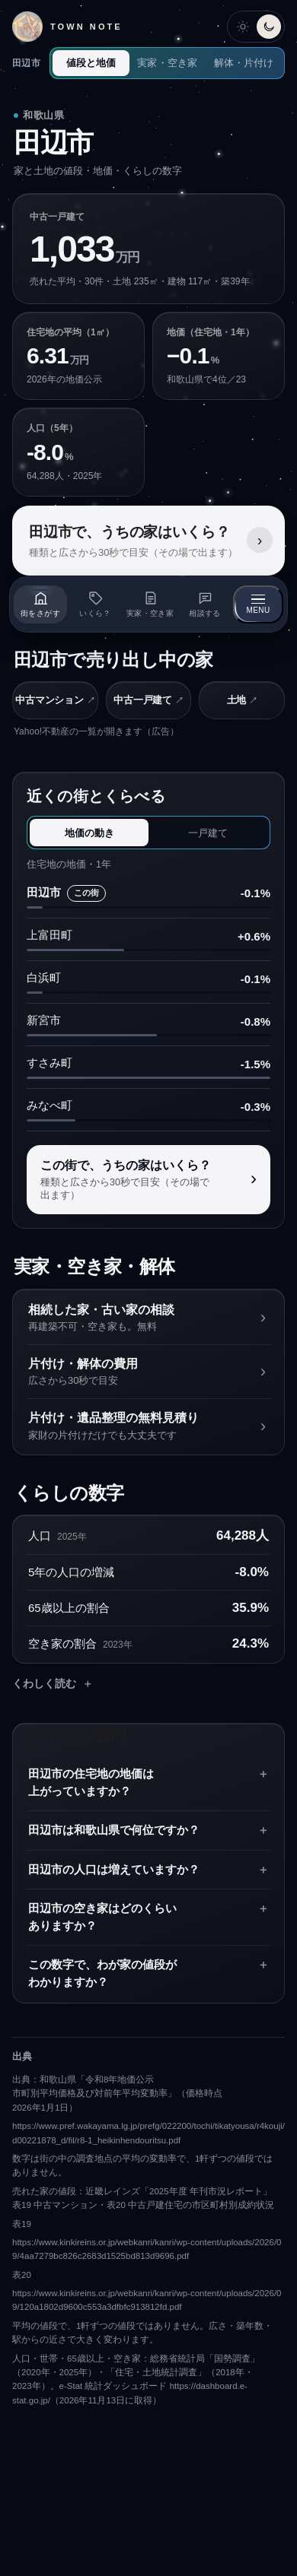 TOWN NOTE
田辺市 値段と地価 実家・空き家 解体・片付け
和歌山県
田辺市
家と土地の値段・地価・くらしの数字
中古一戸建て
1,033万円
売れた平均・30件・土地 235㎡・建物 117㎡・築39年
住宅地の平均（1㎡）
6.31万円
2026年の地価公示
地価（住宅地・1年）
−0.1%
和歌山県で4位／23
人口（5年）
-8.0%
64,288人・2025年
田辺市で、うちの家はいくら？
種類と広さから30秒で目安（その場で出ます）
›
街をさがす いくら？ 実家・空き家 相談する MENU
田辺市で売り出し中の家
中古マンション ↗ 中古一戸建て ↗ 土地 ↗
Yahoo!不動産の一覧が開きます（広告）
近くの街とくらべる
地価の動き 一戸建て
住宅地の地価・1年
田辺市 この街 -0.1%
上富田町 +0.6%
白浜町 -0.1%
新宮市 -0.8%
すさみ町 -1.5%
みなべ町 -0.3%
この街で、うちの家はいくら？
種類と広さから30秒で目安（その場で
出ます）
›
実家・空き家・解体
相続した家・古い家の相談
再建築不可・空き家も。無料
›
片付け・解体の費用
広さから30秒で目安
›
片付け・遺品整理の無料見積り
家財の片付けだけでも大丈夫です
›
くらしの数字
人口 2025年 64,288人
5年の人口の増減 -8.0%
65歳以上の割合 35.9%
空き家の割合 2023年 24.3%
くわしく読む +
田辺市の住宅地の地価は
上がっていますか？ +
田辺市は和歌山県で何位ですか？ +
田辺市の人口は増えていますか？ +
田辺市の空き家はどのくらい
ありますか？ +
この数字で、わが家の値段が
わかりますか？ +
出典
出典：和歌山県「令和8年地価公示
市町別平均価格及び対前年平均変動率」（価格時点
2026年1月1日）
https://www.pref.wakayama.lg.jp/prefg/022200/tochi/tikatyousa/r4kouji/
d00221878_d/fil/r8-1_heikinhendouritsu.pdf
数字は街の中の調査地点の平均の変動率で、1軒ずつの値段では
ありません。
売れた家の値段：近畿レインズ「2025年度 年刊市況レポート」
表19 中古マンション・表20 中古戸建住宅の市区町村別成約状況
表19
https://www.kinkireins.or.jp/webkanri/kanri/wp-content/uploads/2026/0
9/4aa7279bc826c2683d1525bd813d9696.pdf
表20
https://www.kinkireins.or.jp/webkanri/kanri/wp-content/uploads/2026/0
9/120a1802d9600c553a3dfbfc913812fd.pdf
平均の値段で、1軒ずつの値段ではありません。広さ・築年数・
駅からの近さで大きく変わります。
人口・世帯・65歳以上・空き家：総務省統計局「国勢調査」
（2020年・2025年）・「住宅・土地統計調査」（2018年・
2023年）。e-Stat 統計ダッシュボード https://dashboard.e-
stat.go.jp/（2026年11月13日に取得）